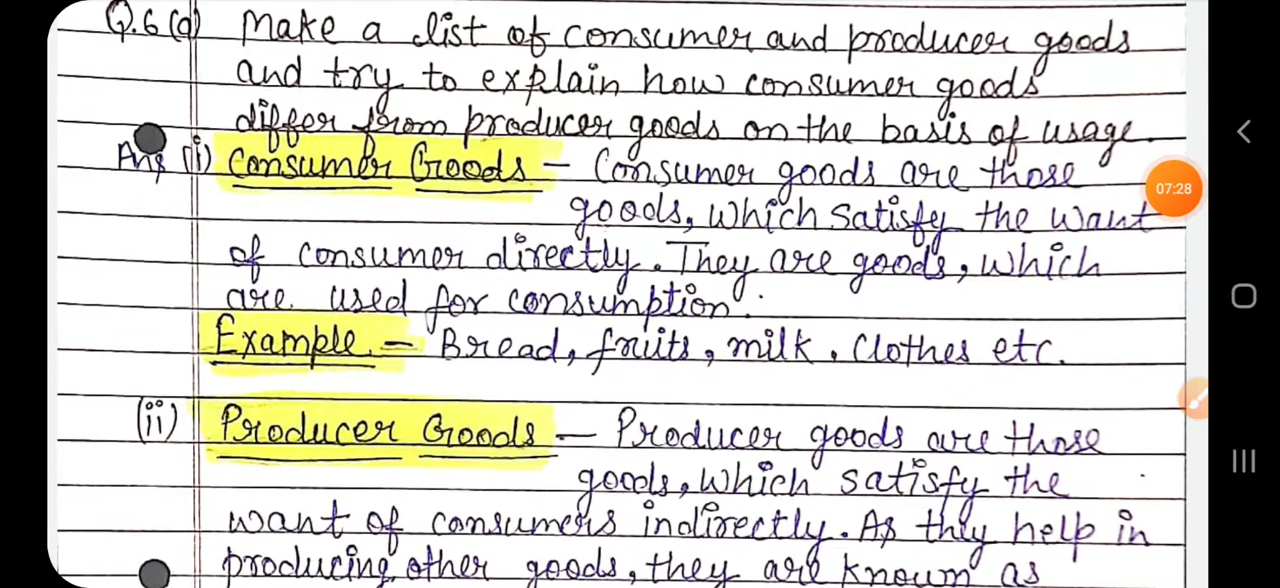 Q.6(a) Make a list of consumer and producer goods
and try to explain how consumer goods
differ from producer goods on the basis of usage.
Ans (i) Consumer Goods – Consumer goods are those
goods, which satisfy the want
of consumer directly. They are goods, which
are used for consumption.
Example – Bread, fruits, milk, clothes etc.
(ii) Producer Goods – Producer goods are those
goods, which satisfy the
want of consumers indirectly. As they help in
producing other goods, they are known as
07:28